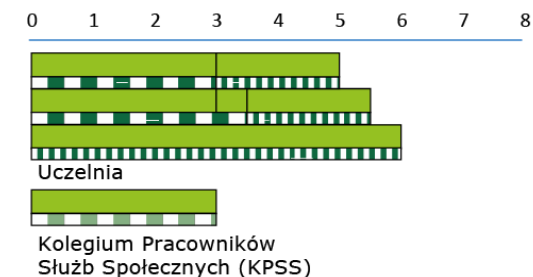 0 1 2 3 4 5 6 7 8
Uczelnia
Kolegium Pracowników
Służb Społecznych (KPSS)